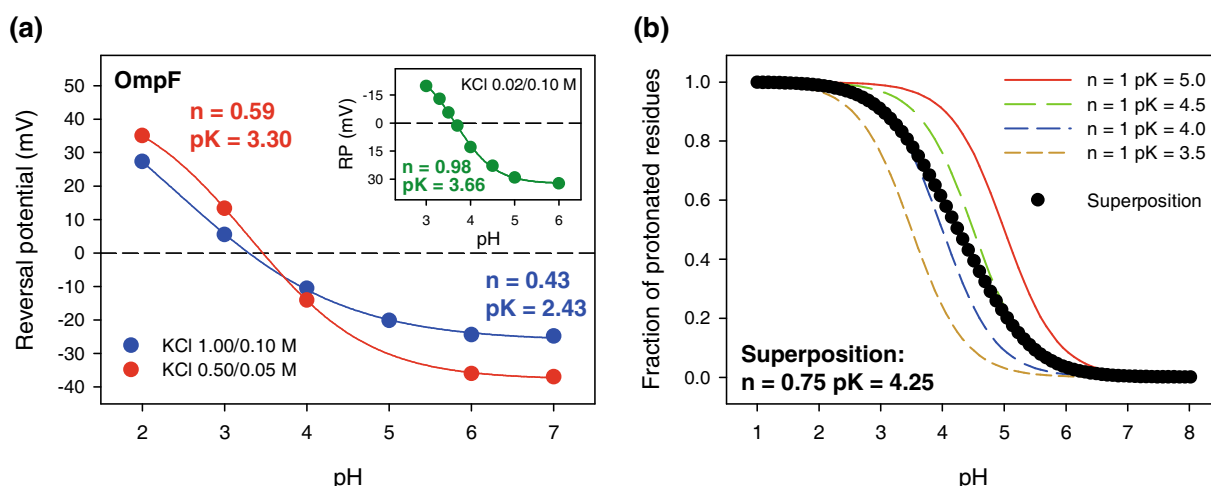 (a)
OmpF
n = 0.59
pK = 3.30
n = 0.43
pK = 2.43
KCl 1.00/0.10 M
KCl 0.50/0.05 M
Reversal potential (mV)
50
40
30
20
10
0
-10
-20
-30
-40
2 3 4 5 6 7
pH
KCl 0.02/0.10 M
n = 0.98
pK = 3.66
RP (mV)
-15
0
15
30
3 4 5 6
pH
(b)
n = 1 pK = 5.0
n = 1 pK = 4.5
n = 1 pK = 4.0
n = 1 pK = 3.5
Superposition
Superposition:
n = 0.75 pK = 4.25
Fraction of protonated residues
1.0
0.8
0.6
0.4
0.2
0.0
1 2 3 4 5 6 7 8
pH